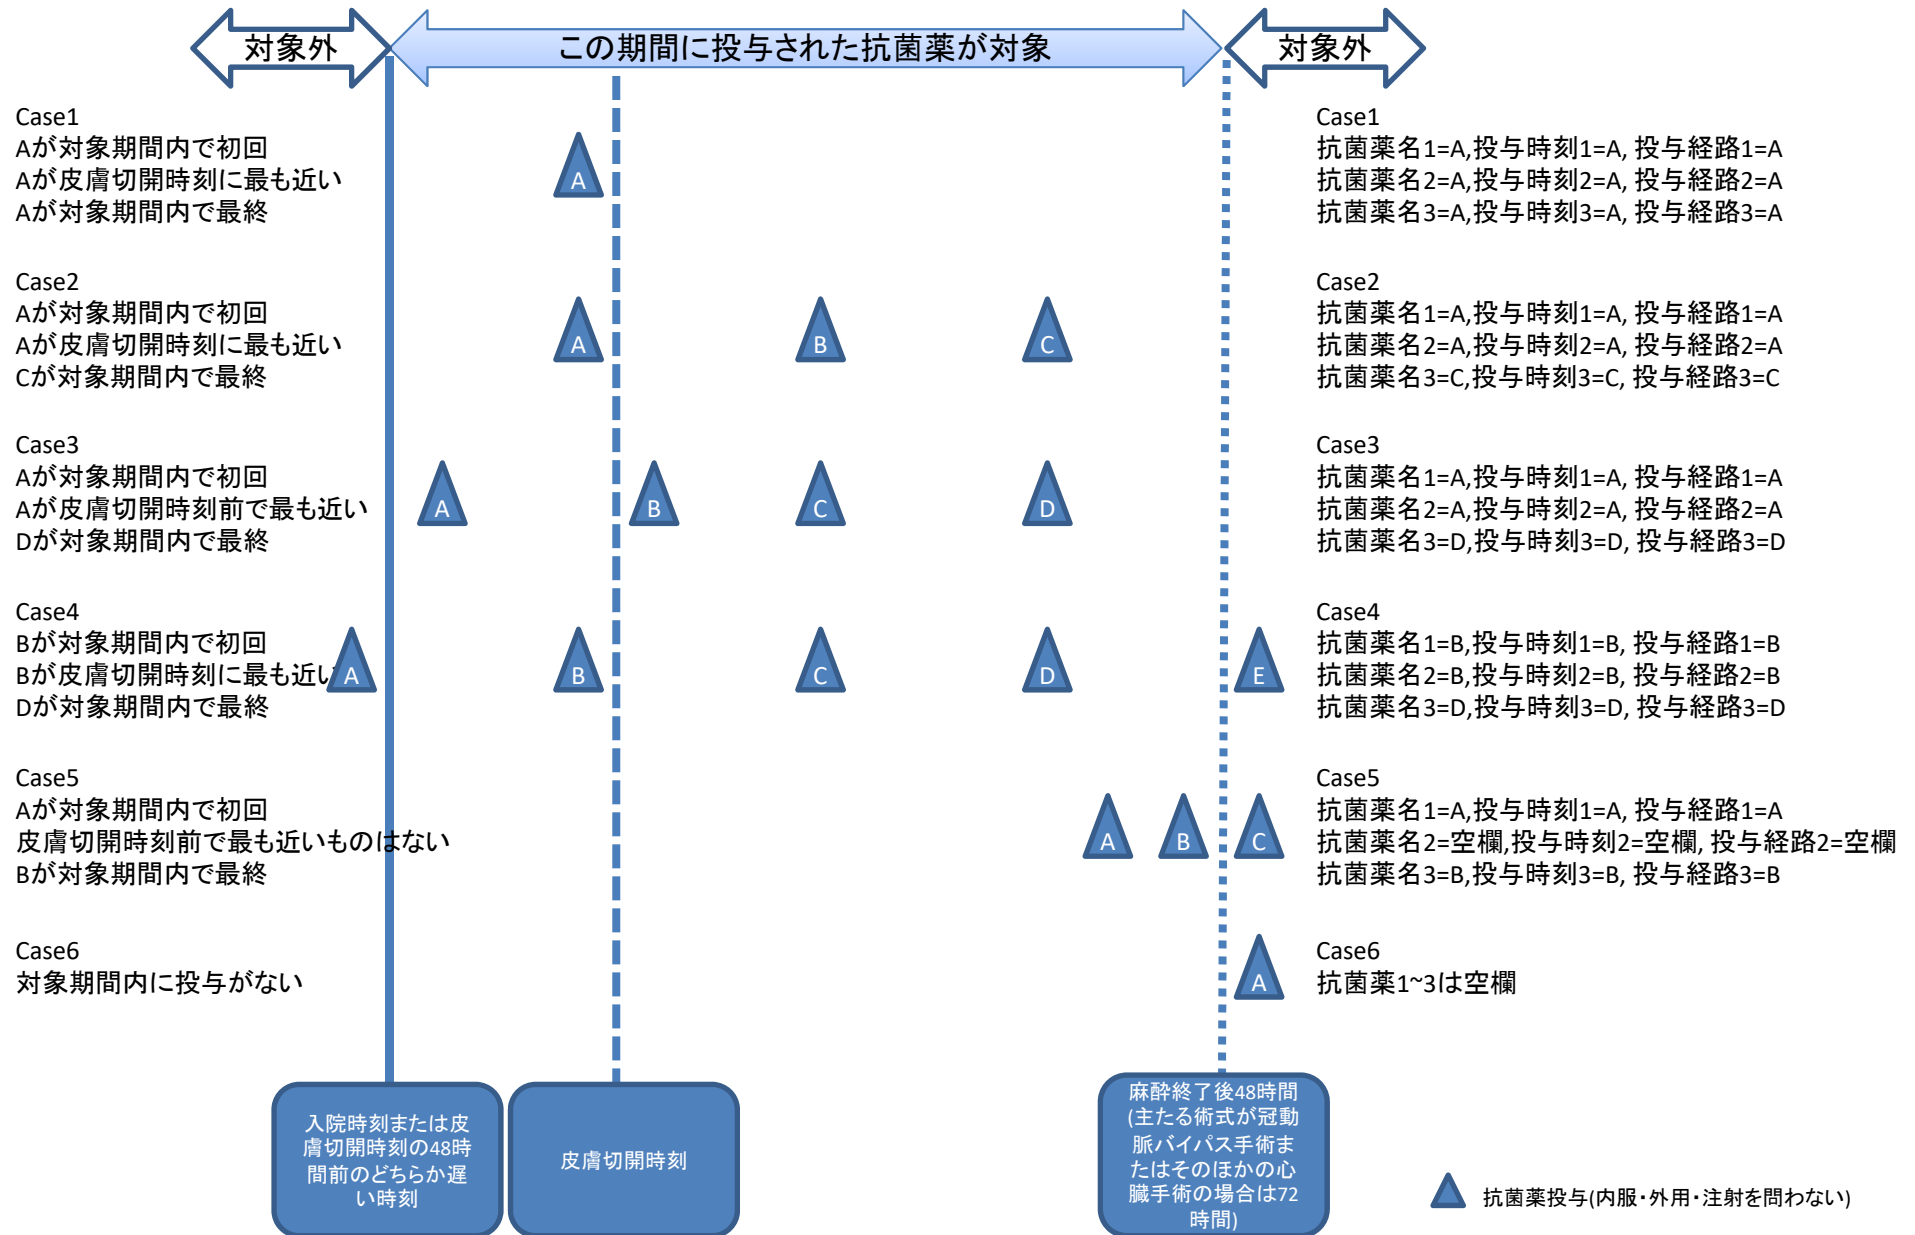 対象外
この期間に投与された抗菌薬が対象
対象外
Case1
Aが対象期間内で初回
Aが皮膚切開時刻に最も近い
Aが対象期間内で最終
A
Case1
抗菌薬名1=A,投与時刻1=A, 投与経路1=A
抗菌薬名2=A,投与時刻2=A, 投与経路2=A
抗菌薬名3=A,投与時刻3=A, 投与経路3=A
Case2
Aが対象期間内で初回
Aが皮膚切開時刻に最も近い
Cが対象期間内で最終
A
B
C
Case2
抗菌薬名1=A,投与時刻1=A, 投与経路1=A
抗菌薬名2=A,投与時刻2=A, 投与経路2=A
抗菌薬名3=C,投与時刻3=C, 投与経路3=C
Case3
Aが対象期間内で初回
Aが皮膚切開時刻前で最も近い
Dが対象期間内で最終
A
B
C
D
Case3
抗菌薬名1=A,投与時刻1=A, 投与経路1=A
抗菌薬名2=A,投与時刻2=A, 投与経路2=A
抗菌薬名3=D,投与時刻3=D, 投与経路3=D
Case4
Bが対象期間内で初回
Bが皮膚切開時刻に最も近い
Dが対象期間内で最終
A
B
C
D
E
Case4
抗菌薬名1=B,投与時刻1=B, 投与経路1=B
抗菌薬名2=B,投与時刻2=B, 投与経路2=B
抗菌薬名3=D,投与時刻3=D, 投与経路3=D
Case5
Aが対象期間内で初回
皮膚切開時刻前で最も近いものはない
Bが対象期間内で最終
A
B
C
Case5
抗菌薬名1=A,投与時刻1=A, 投与経路1=A
抗菌薬名2=空欄,投与時刻2=空欄, 投与経路2=空欄
抗菌薬名3=B,投与時刻3=B, 投与経路3=B
Case6
対象期間内に投与がない
A
Case6
抗菌薬1~3は空欄
入院時刻または皮
膚切開時刻の48時
間前のどちらか遅
い時刻
皮膚切開時刻
麻酔終了後48時間
(主たる術式が冠動
脈バイパス手術ま
たはそのほかの心
臓手術の場合は72
時間)
抗菌薬投与(内服・外用・注射を問わない)